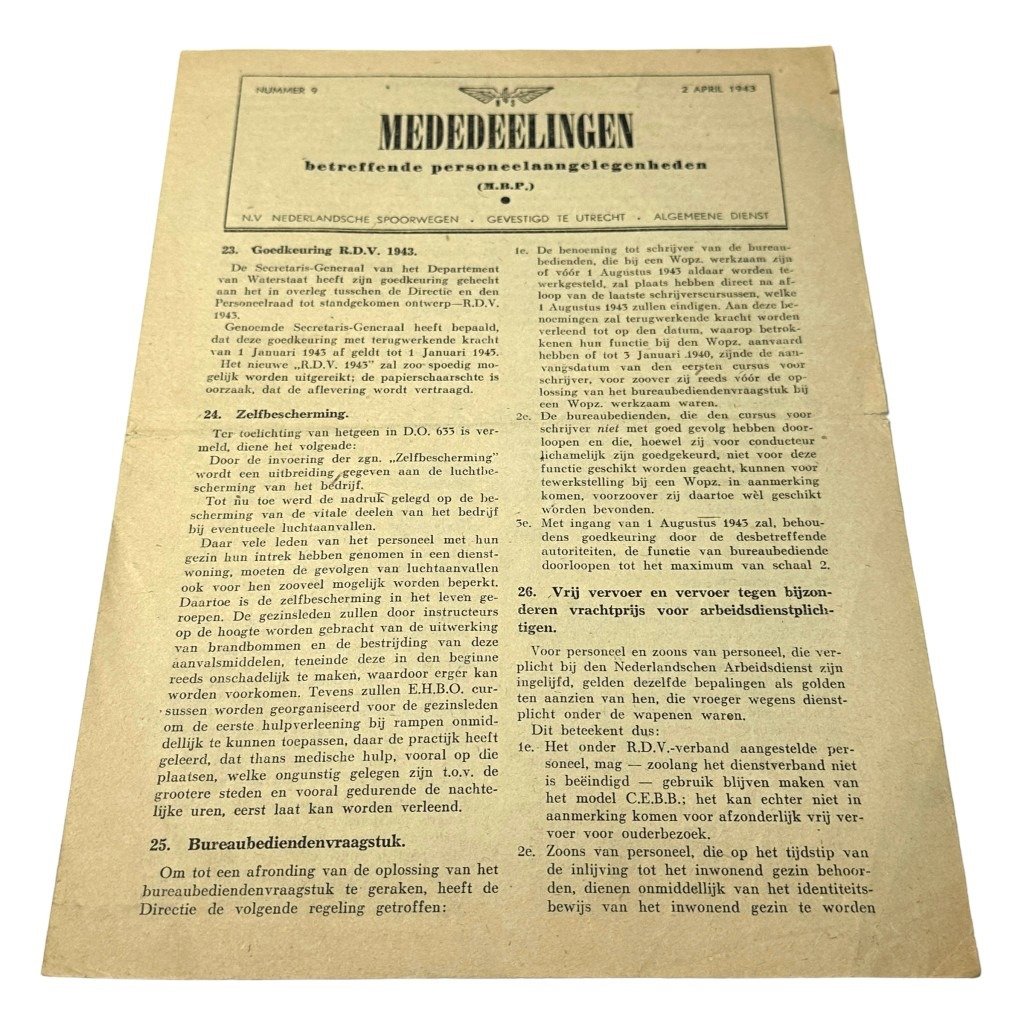 NUMMER 9
2 APRIL 1943
N S
MEDEDEELINGEN
betreffende personeelaangelegenheden
(M.B.P.)
N.V NEDERLANDSCHE SPOORWEGEN . GEVESTIGD TE UTRECHT . ALGEMEENE DIENST
23. Goedkeuring R.D.V. 1943.
De Secretaris-Generaal van het Departement
van Waterstaat heeft zijn goedkeuring gehecht
aan het in overleg tusschen de Directie en den
Personeelraad tot standgekomen ontwerp—R.D.V.
1943.
Genoemde Secretaris-Generaal heeft bepaald,
dat deze goedkeuring met terugwerkende kracht
van 1 Januari 1943 af geldt tot 1 Januari 1945.
Het nieuwe „R.D.V. 1943” zal zoo spoedig mo-
gelijk worden uitgereikt; de papierschaarschte is
oorzaak, dat de aflevering wordt vertraagd.
24. Zelfbescherming.
Ter toelichting van hetgeen in D.O. 633 is ver-
meld, diene het volgende:
Door de invoering der zgn. „Zelfbescherming”
wordt een uitbreiding gegeven aan de luchtbe-
scherming van het bedrijf.
Tot nu toe werd de nadruk gelegd op de be-
scherming van de vitale deelen van het bedrijf
bij eventueele luchtaanvallen.
Daar vele leden van het personeel met hun
gezin hun intrek hebben genomen in een dienst-
woning, moeten de gevolgen van luchtaanvallen
ook voor hen zooveel mogelijk worden beperkt.
Daartoe is de zelfbescherming in het leven ge-
roepen. De gezinsleden zullen door instructeurs
op de hoogte worden gebracht van de uitwerking
van brandbommen en de bestrijding van deze
aanvalsmiddelen, teneinde deze in den beginne
reeds onschadelijk te maken, waardoor erger kan
worden voorkomen. Tevens zullen E.H.B.O. cur-
sussen worden georganiseerd voor de gezinsleden
om de eerste hulpverleening bij rampen onmid-
dellijk te kunnen toepassen, daar de practijk heeft
geleerd, dat thans medische hulp, vooral op die
plaatsen, welke ongunstig gelegen zijn t.o.v. de
grootere steden en vooral gedurende de nachte-
lijke uren, eerst laat kan worden verleend.
25. Bureaubediendenvraagstuk.
Om tot een afronding van de oplossing van het
bureaubediendenvraagstuk te geraken, heeft de
Directie de volgende regeling getroffen:
1e. De benoeming tot schrijver van de bureau-
bedienden, die bij een Wopz. werkzaam zijn
of vóór 1 Augustus 1943 aldaar worden te-
werkgesteld, zal plaats hebben direct na af-
loop van de laatste schrijverscursussen, welke
1 Augustus 1943 zullen eindigen. Aan deze be-
noemingen zal terugwerkende kracht worden
verleend tot op den datum, waarop betrok-
kenen hun functie bij den Wopz. aanvaard
hebben of tot 3 Januari 1940, zijnde de aan-
vangsdatum van den eersten cursus voor
schrijver, voor zoover zij reeds vóór de op-
lossing van het bureaubediendenvraagstuk bij
een Wopz. werkzaam waren.
2e. De bureaubedienden, die den cursus voor
schrijver niet met goed gevolg hebben door-
loopen en die, hoewel zij voor conducteur
lichamelijk zijn goedgekeurd, niet voor deze
functie geschikt worden geacht, kunnen voor
tewerkstelling bij een Wopz. in aanmerking
komen, voorzoover zij daartoe wèl geschikt
worden bevonden.
3e. Met ingang van 1 Augustus 1943 zal, behou-
dens goedkeuring door de desbetreffende
autoriteiten, de functie van bureaubediende
doorloopen tot het maximum van schaal 2.
26. Vrij vervoer en vervoer tegen bijzon-
deren vrachtprijs voor arbeidsdienstplich-
tigen.
Voor personeel en zoons van personeel, die ver-
plicht bij den Nederlandschen Arbeidsdienst zijn
ingelijfd, gelden dezelfde bepalingen als golden
ten aanzien van hen, die vroeger wegens dienst-
plicht onder de wapenen waren.
Dit beteekent dus:
1e. Het onder R.D.V.-verband aangestelde per-
soneel, mag — zoolang het dienstverband niet
is beëindigd — gebruik blijven maken van
het model C.E.B.B.; het kan echter niet in
aanmerking komen voor afzonderlijk vrij ver-
voer voor ouderbezoek.
2e. Zoons van personeel, die op het tijdstip van
de inlijving tot het inwonend gezin behoor-
den, dienen onmiddellijk van het identiteits-
bewijs van het inwonend gezin te worden